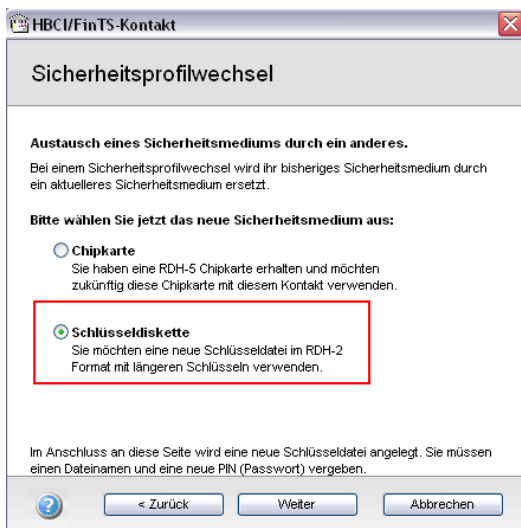 HBCI/FinTS-Kontakt
Sicherheitsprofilwechsel
Austausch eines Sicherheitsmediums durch ein anderes.
Bei einem Sicherheitsprofilwechsel wird ihr bisheriges Sicherheitsmedium durch
ein aktuelleres Sicherheitsmedium ersetzt.
Bitte wählen Sie jetzt das neue Sicherheitsmedium aus:
Chipkarte
Sie haben eine RDH-5 Chipkarte erhalten und möchten
zukünftig diese Chipkarte mit diesem Kontakt verwenden.
Schlüsseldiskette
Sie möchten eine neue Schlüsseldatei im RDH-2
Format mit längeren Schlüsseln verwenden.
Im Anschluss an diese Seite wird eine neue Schlüsseldatei angelegt. Sie müssen
einen Dateinamen und eine neue PIN (Passwort) vergeben.
? < Zurück Weiter Abbrechen